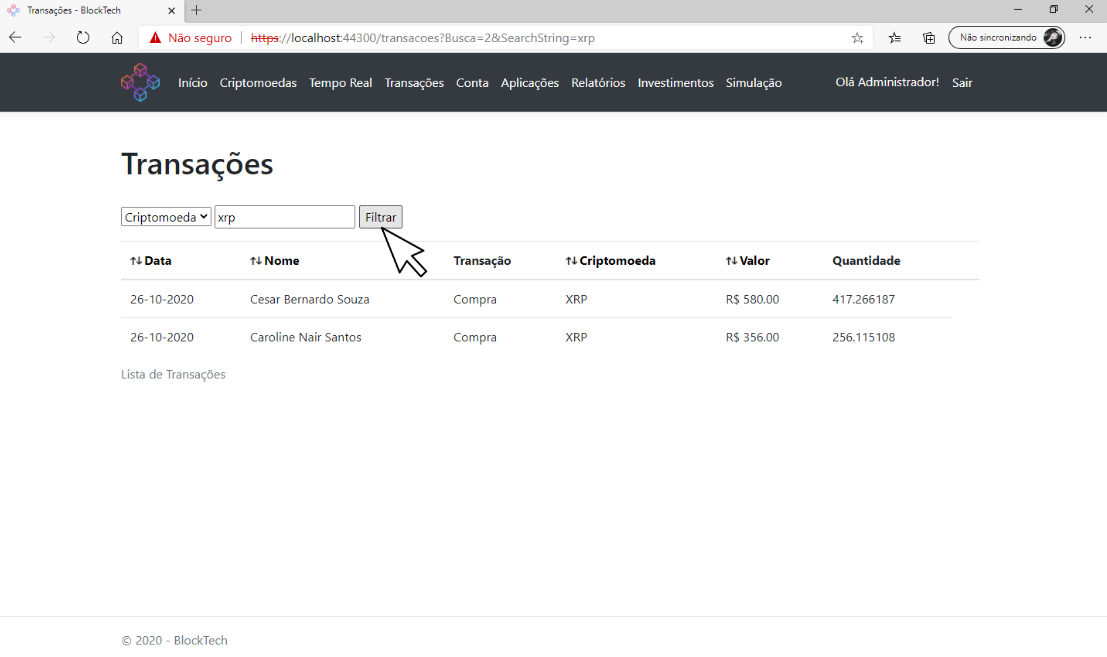 Transações - BlockTech
Não seguro https://localhost:44300/transacoes?Busca=2&SearchString=xrp Não sincronizando
Início Criptomoedas Tempo Real Transações Conta Aplicações Relatórios Investimentos Simulação Olá Administrador! Sair
Transações
Criptomoeda xrp Filtrar
Data Nome Transação Criptomoeda Valor Quantidade
26-10-2020 Cesar Bernardo Souza Compra XRP R$ 580.00 417.266187
26-10-2020 Caroline Nair Santos Compra XRP R$ 356.00 256.115108
Lista de Transações
© 2020 - BlockTech